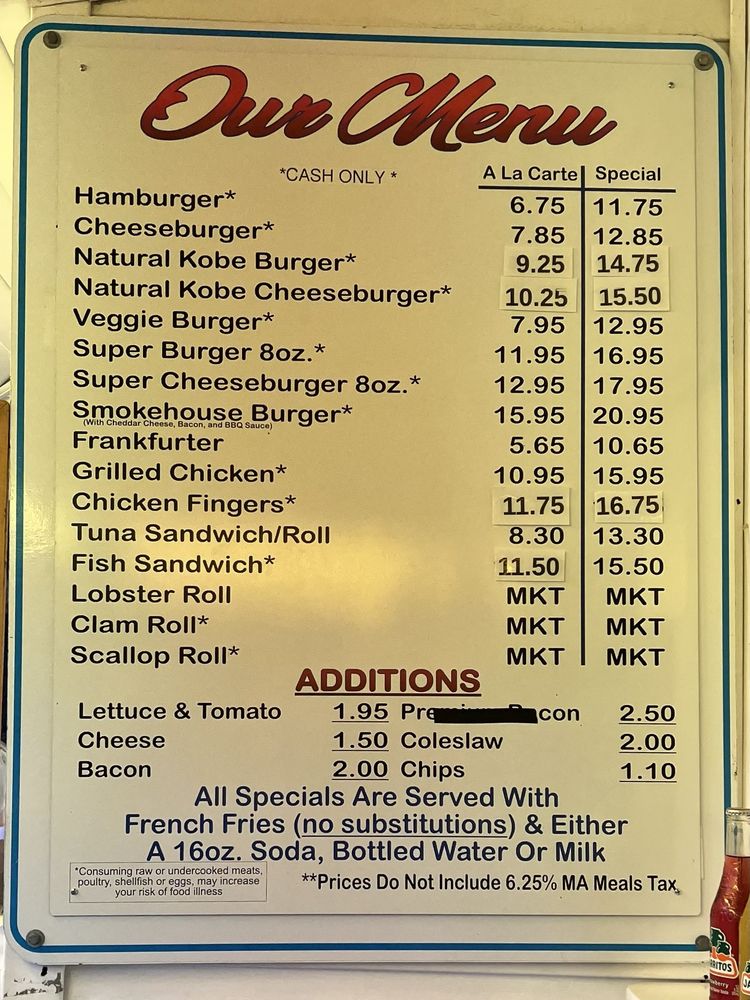 Our Menu
*CASH ONLY *
A La Carte Special
Hamburger* 6.75 11.75
Cheeseburger* 7.85 12.85
Natural Kobe Burger* 9.25 14.75
Natural Kobe Cheeseburger* 10.25 15.50
Veggie Burger* 7.95 12.95
Super Burger 8oz.* 11.95 16.95
Super Cheeseburger 8oz.* 12.95 17.95
Smokehouse Burger* 15.95 20.95
(With Cheddar Cheese, Bacon, and BBQ Sauce)
Frankfurter 5.65 10.65
Grilled Chicken* 10.95 15.95
Chicken Fingers* 11.75 16.75
Tuna Sandwich/Roll 8.30 13.30
Fish Sandwich* 11.50 15.50
Lobster Roll MKT MKT
Clam Roll* MKT MKT
Scallop Roll* MKT MKT
ADDITIONS
Lettuce & Tomato 1.95 2.50
Cheese 1.50 Coleslaw 2.00
Bacon 2.00 Chips 1.10
All Specials Are Served With
French Fries (no substitutions) & Either
A 16oz. Soda, Bottled Water Or Milk
*Consuming raw or undercooked meats,
poultry, shellfish or eggs, may increase
your risk of food illness
**Prices Do Not Include 6.25% MA Meals Tax